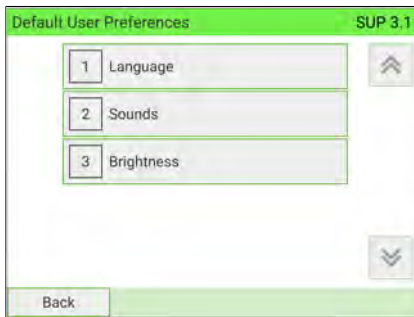 Default User Preferences SUP 3.1
1 Language
2 Sounds
3 Brightness
Back